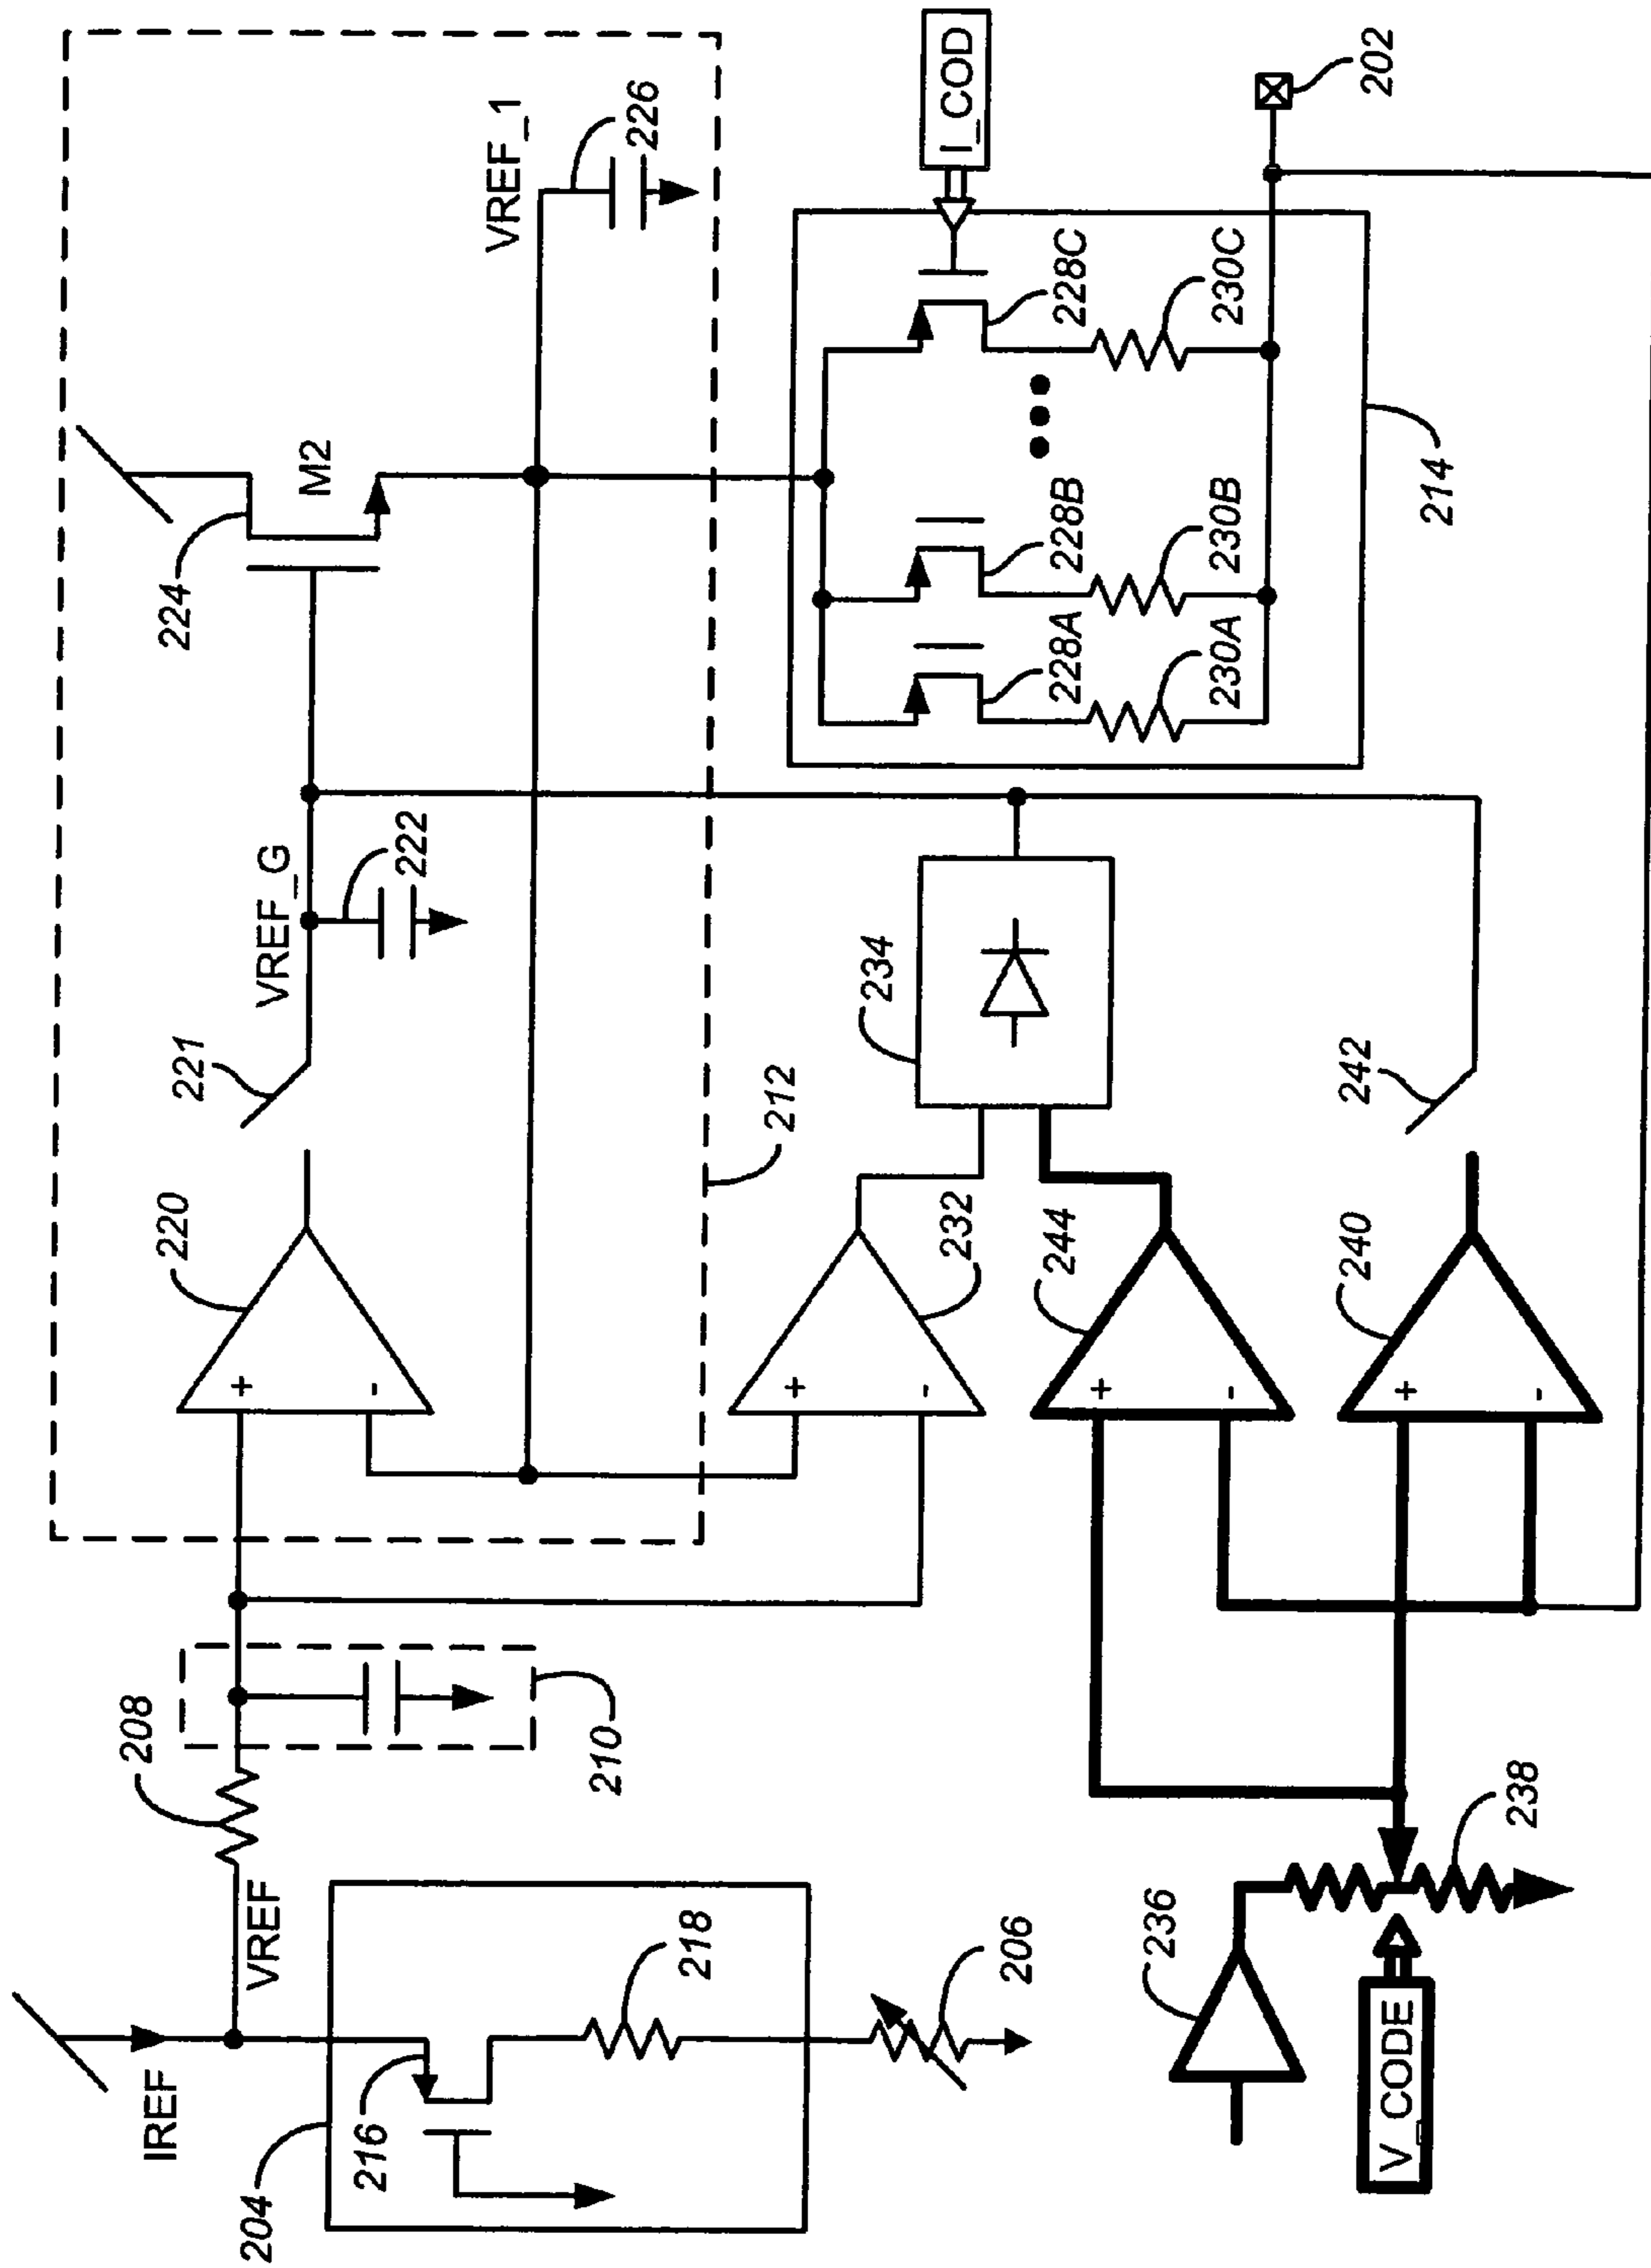 224
M2
VREF_1
226
VREF_G
222
221
220
+
-
212
208
210
VREF
IREF
204
216
218
206
I_COD
202
228A
228B
228C
230A
230B
230C
214
234
232
+
-
244
+
-
242
240
+
-
236
238
V_CODE